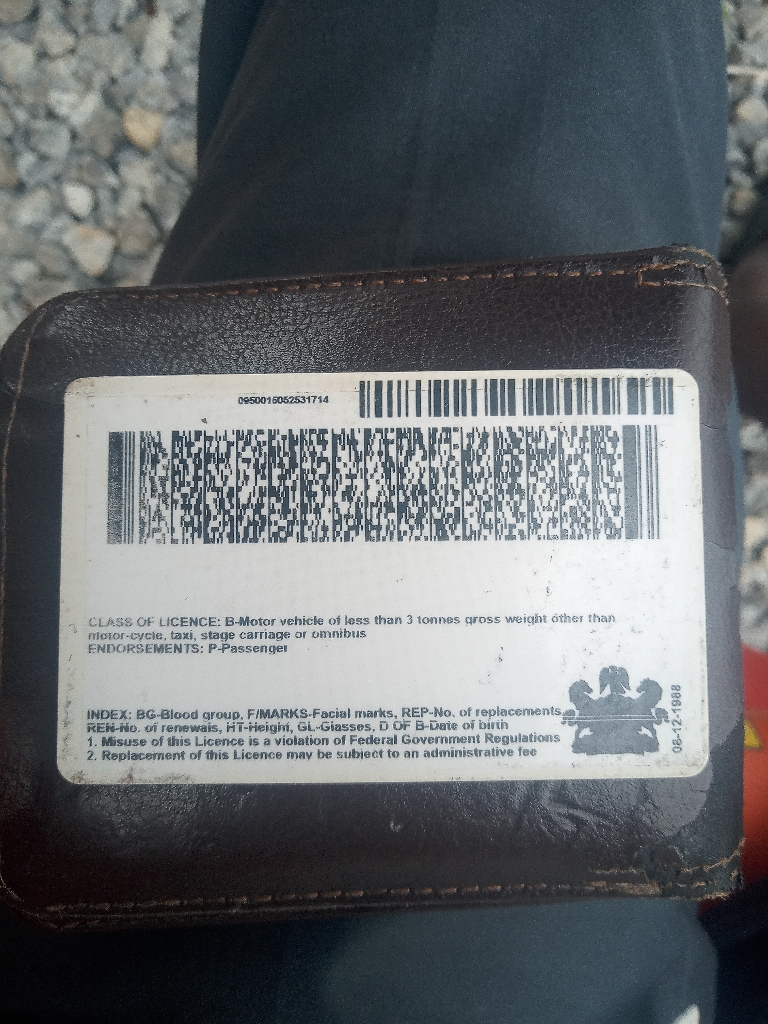 0950015052531714
CLASS OF LICENCE: B-Motor vehicle of less than 3 tonnes gross weight other than
motor-cycle, taxi, stage carriage or omnibus
ENDORSEMENTS: P-Passenger
INDEX: BG-Blood group, F/MARKS-Facial marks, REP-No. of replacements,
REN-No. of renewals, HT-Height, GL-Glasses, D OF B-Date of birth
1. Misuse of this Licence is a violation of Federal Government Regulations
2. Replacement of this Licence may be subject to an administrative fee
08-12-1988